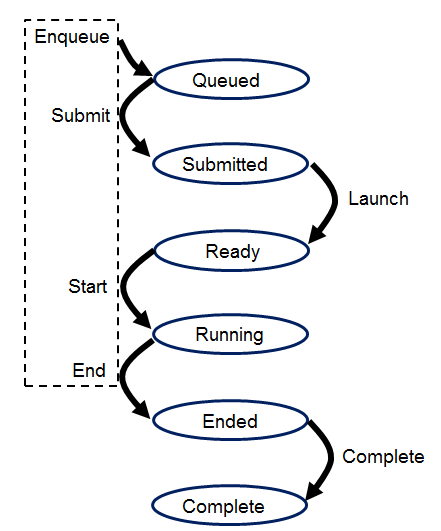 Enqueue
Queued
Submit
Submitted
Launch
Ready
Start
Running
End
Ended
Complete
Complete